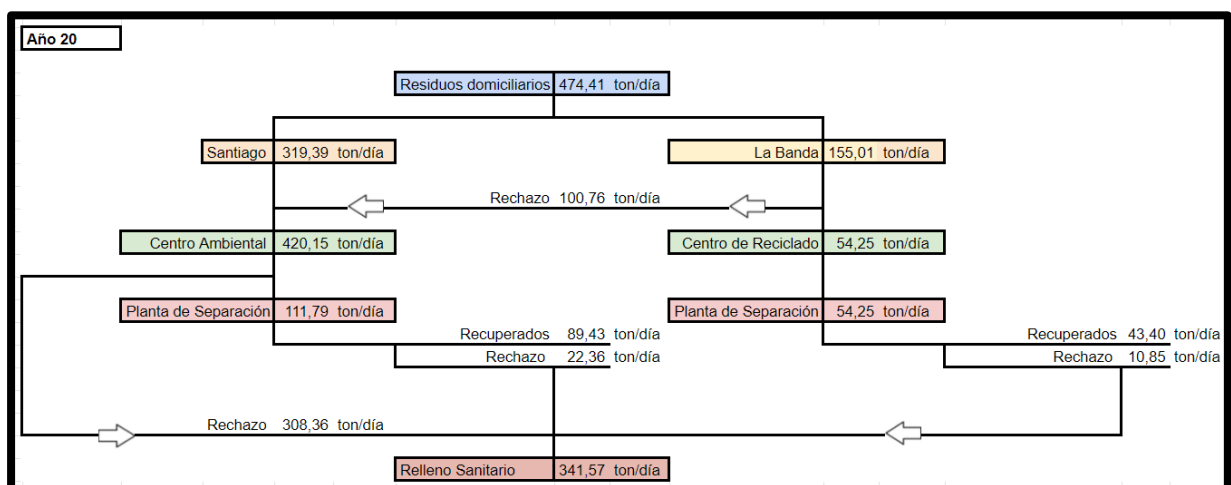 Año 20
Residuos domiciliarios 474,41 ton/día
Santiago 319,39 ton/día La Banda 155,01 ton/día
Rechazo 100,76 ton/día
Centro Ambiental 420,15 ton/día Centro de Reciclado 54,25 ton/día
Planta de Separación 111,79 ton/día Planta de Separación 54,25 ton/día
Recuperados 89,43 ton/día Recuperados 43,40 ton/día
Rechazo 22,36 ton/día Rechazo 10,85 ton/día
Rechazo 308,36 ton/día
Relleno Sanitario 341,57 ton/día